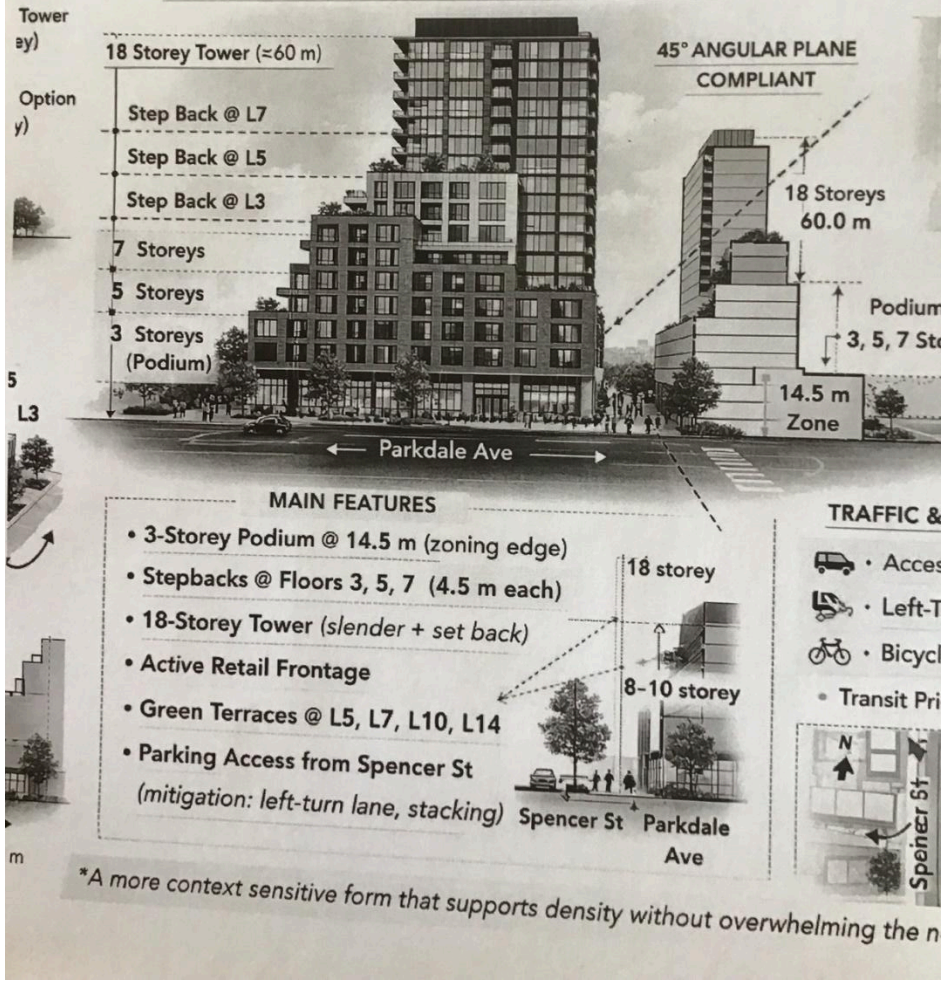 Tower
ey)
Option
y)
5
L3
m
18 Storey Tower (≈60 m)
Step Back @ L7
Step Back @ L5
Step Back @ L3
7 Storeys
5 Storeys
3 Storeys
(Podium)
45° ANGULAR PLANE
COMPLIANT
18 Storeys
60.0 m
Podium
3, 5, 7 Sto
14.5 m
Zone
Parkdale Ave
MAIN FEATURES
• 3-Storey Podium @ 14.5 m (zoning edge)
• Stepbacks @ Floors 3, 5, 7 (4.5 m each)
• 18-Storey Tower (slender + set back)
• Active Retail Frontage
• Green Terraces @ L5, L7, L10, L14
• Parking Access from Spencer St
(mitigation: left-turn lane, stacking)
18 storey
8–10 storey
Spencer St
Parkdale
Ave
TRAFFIC &
• Acces
• Left-T
• Bicycl
• Transit Pri
N
Speincr St
*A more context sensitive form that supports density without overwhelming the n